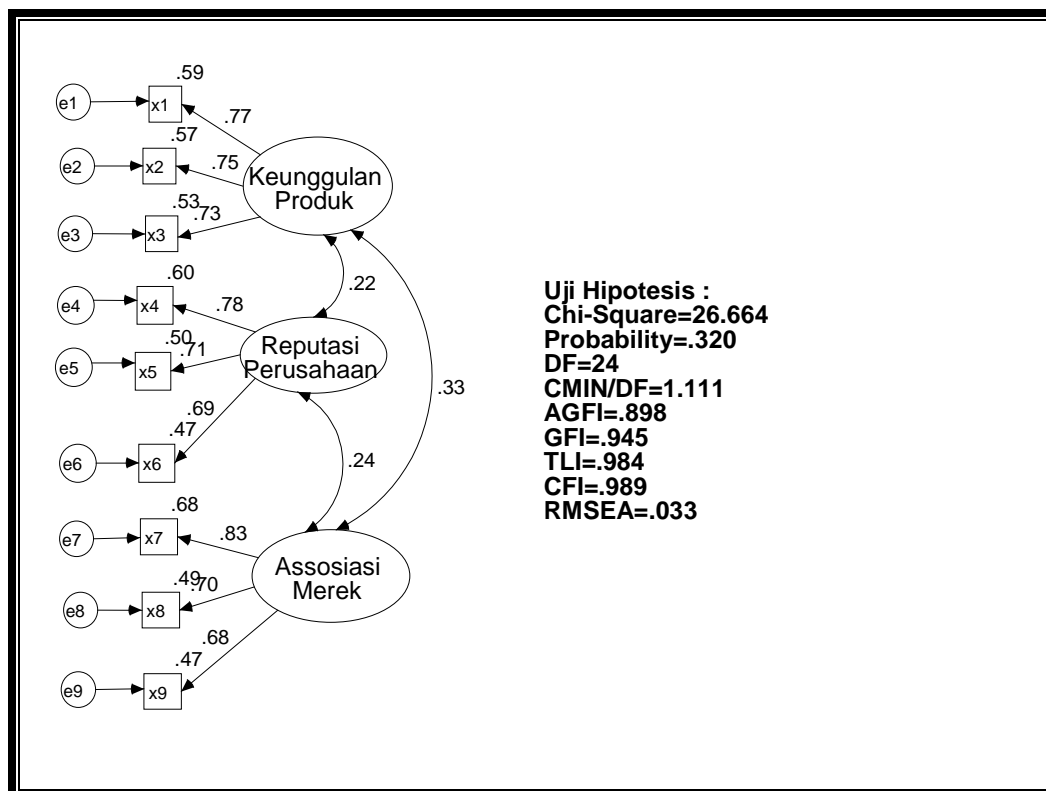 .59
e1
x1
.77
.57
e2
x2
.75
Keunggulan
Produk
.53
.73
e3
x3
.22
.60
e4
x4
.78
Reputasi
Perusahaan
.50
.71
e5
x5
.33
.69
.47
e6
x6
.24
.68
e7
x7
.83
Assosiasi
Merek
.49
.70
e8
x8
.68
.47
e9
x9
Uji Hipotesis :
Chi-Square=26.664
Probability=.320
DF=24
CMIN/DF=1.111
AGFI=.898
GFI=.945
TLI=.984
CFI=.989
RMSEA=.033